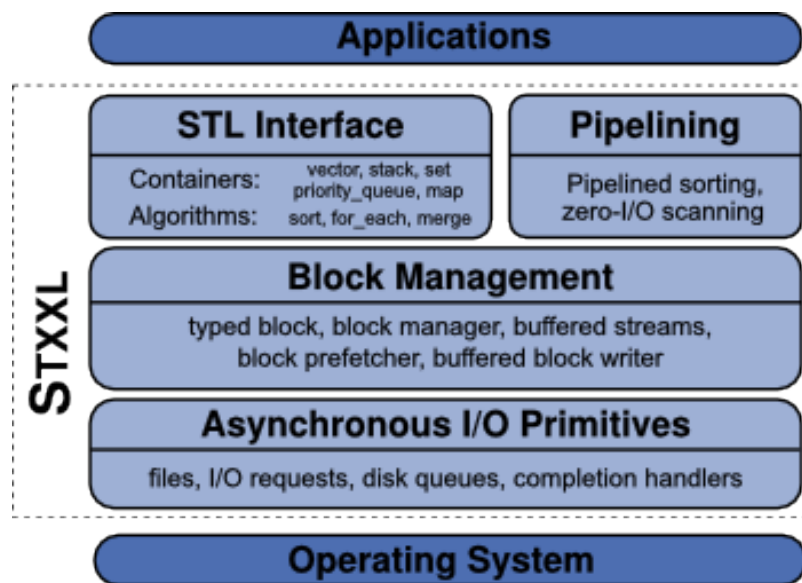 Applications
STXXL
STL Interface
Containers: vector, stack, set
priority_queue, map
Algorithms: sort, for_each, merge
Pipelining
Pipelined sorting,
zero-I/O scanning
Block Management
typed block, block manager, buffered streams,
block prefetcher, buffered block writer
Asynchronous I/O Primitives
files, I/O requests, disk queues, completion handlers
Operating System